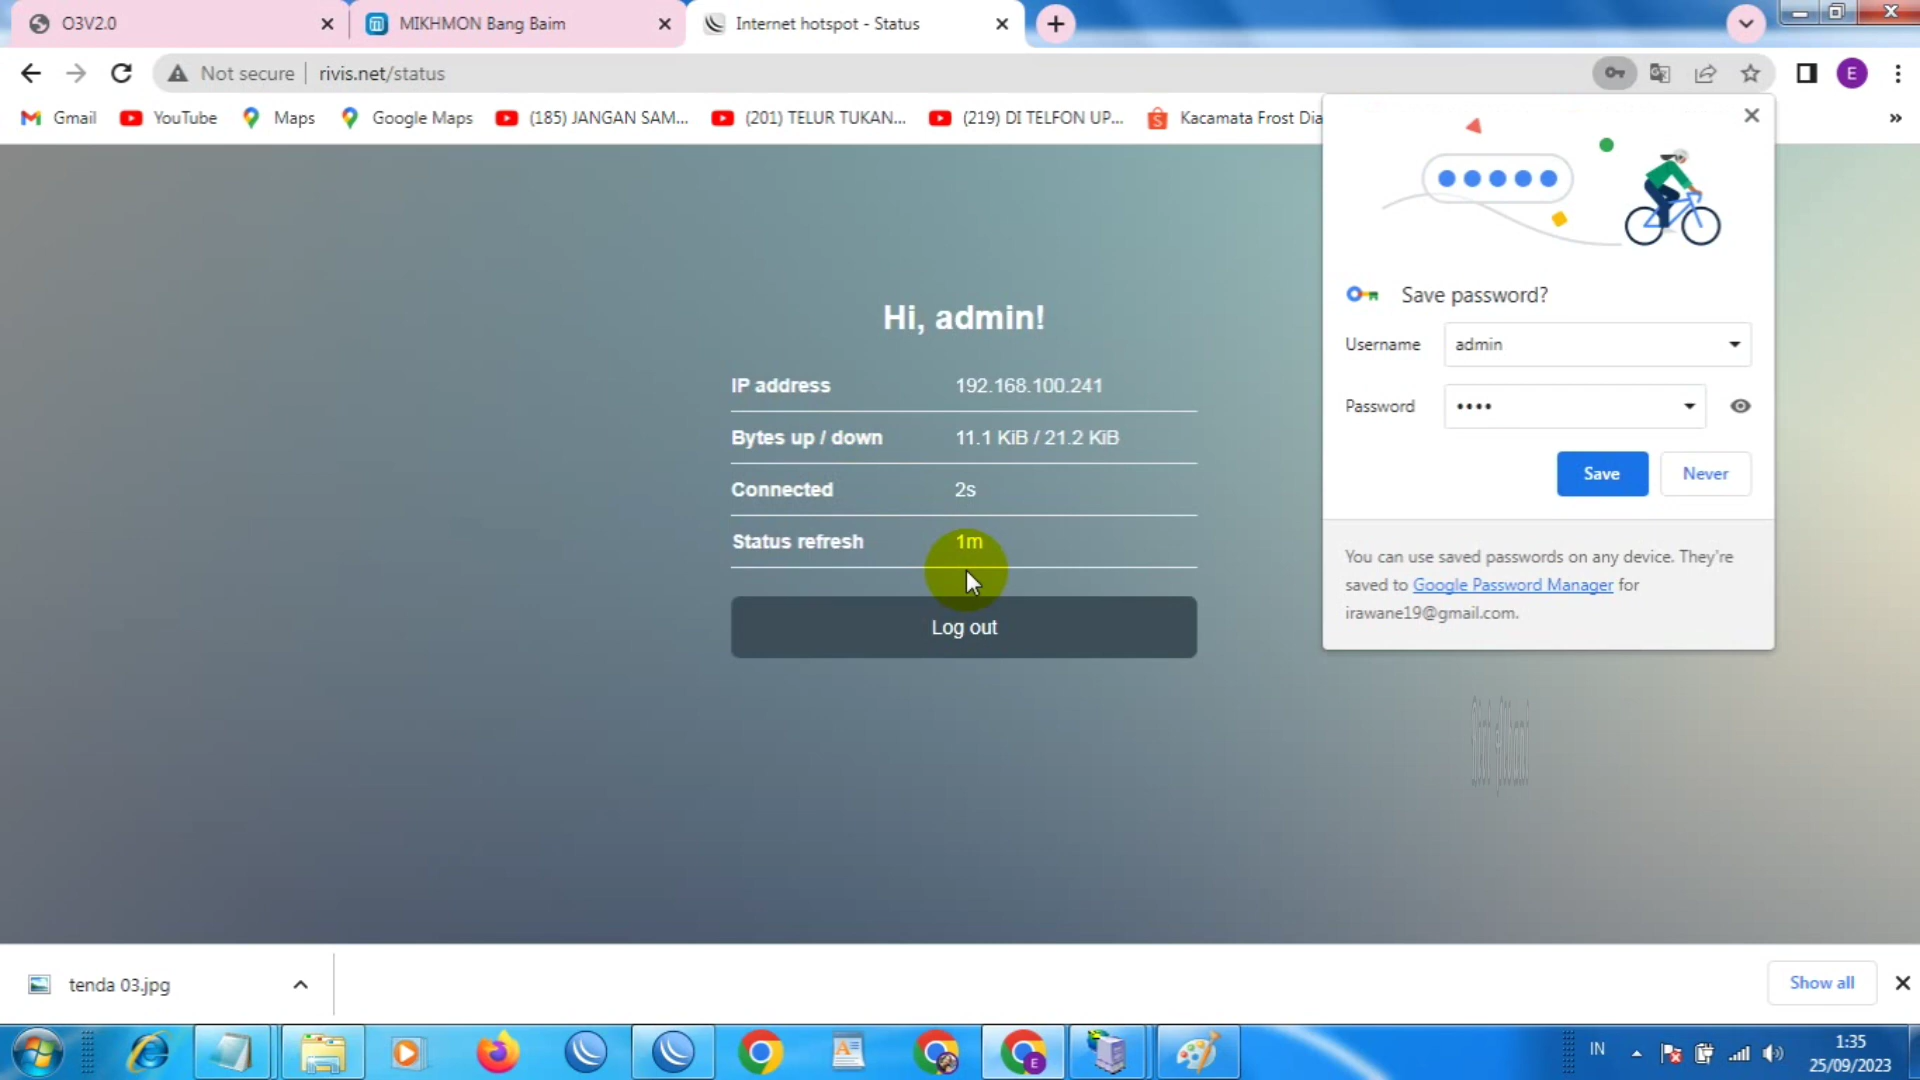 O3V2.0
MIKHMON Bang Baim
Internet hotspot - Status
Not secure
rivis.net/status
E
Gmail
YouTube
Maps
Google Maps
(185) JANGAN SAM...
(201) TELUR TUKAN...
(219) DI TELFON UP...
Kacamata Frost Dia
»
Save password?
Username
admin
Password
••••
Save
Never
You can use saved passwords on any device. They're
saved to Google Password Manager for
irawane19@gmail.com.
Hi, admin!
IP address 192.168.100.241
Bytes up / down 11.1 KiB / 21.2 KiB
Connected 2s
Status refresh 1m
Log out
tenda 03.jpg
Show all
IN
1:35
25/09/2023